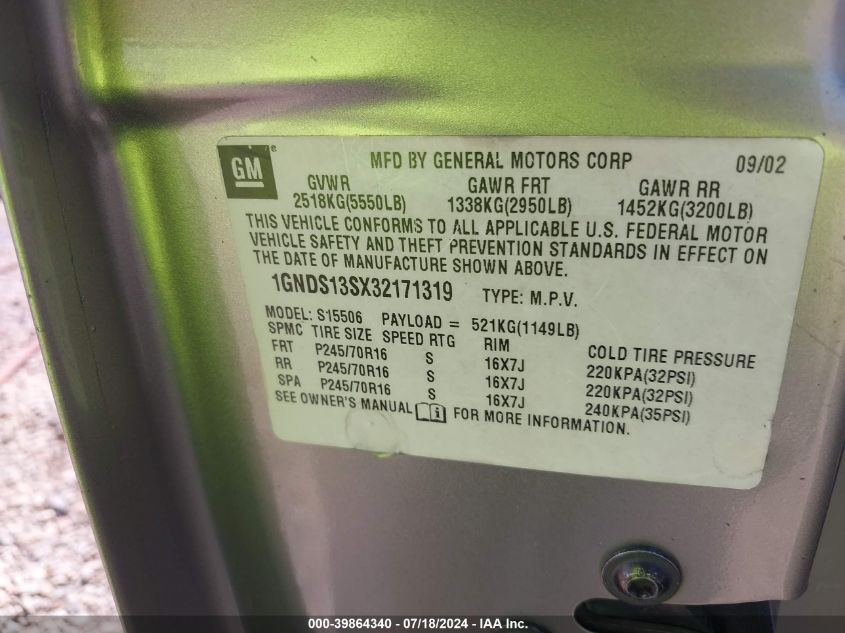 GM ® MFD BY GENERAL MOTORS CORP 09/02
GVWR GAWR FRT GAWR RR
2518KG(5550LB) 1338KG(2950LB) 1452KG(3200LB)
THIS VEHICLE CONFORMS TO ALL APPLICABLE U.S. FEDERAL MOTOR
VEHICLE SAFETY AND THEFT PREVENTION STANDARDS IN EFFECT ON
THE DATE OF MANUFACTURE SHOWN ABOVE.
1GNDS13SX32171319 TYPE: M.P.V.
MODEL: S15506 PAYLOAD = 521KG(1149LB)
SPMC TIRE SIZE SPEED RTG RIM COLD TIRE PRESSURE
FRT P245/70R16 S 16X7J 220KPA(32PSI)
RR P245/70R16 S 16X7J 220KPA(32PSI)
SPA P245/70R16 S 16X7J 240KPA(35PSI)
SEE OWNER'S MANUAL i FOR MORE INFORMATION.
000-39864340 - 07/18/2024 - IAA Inc.